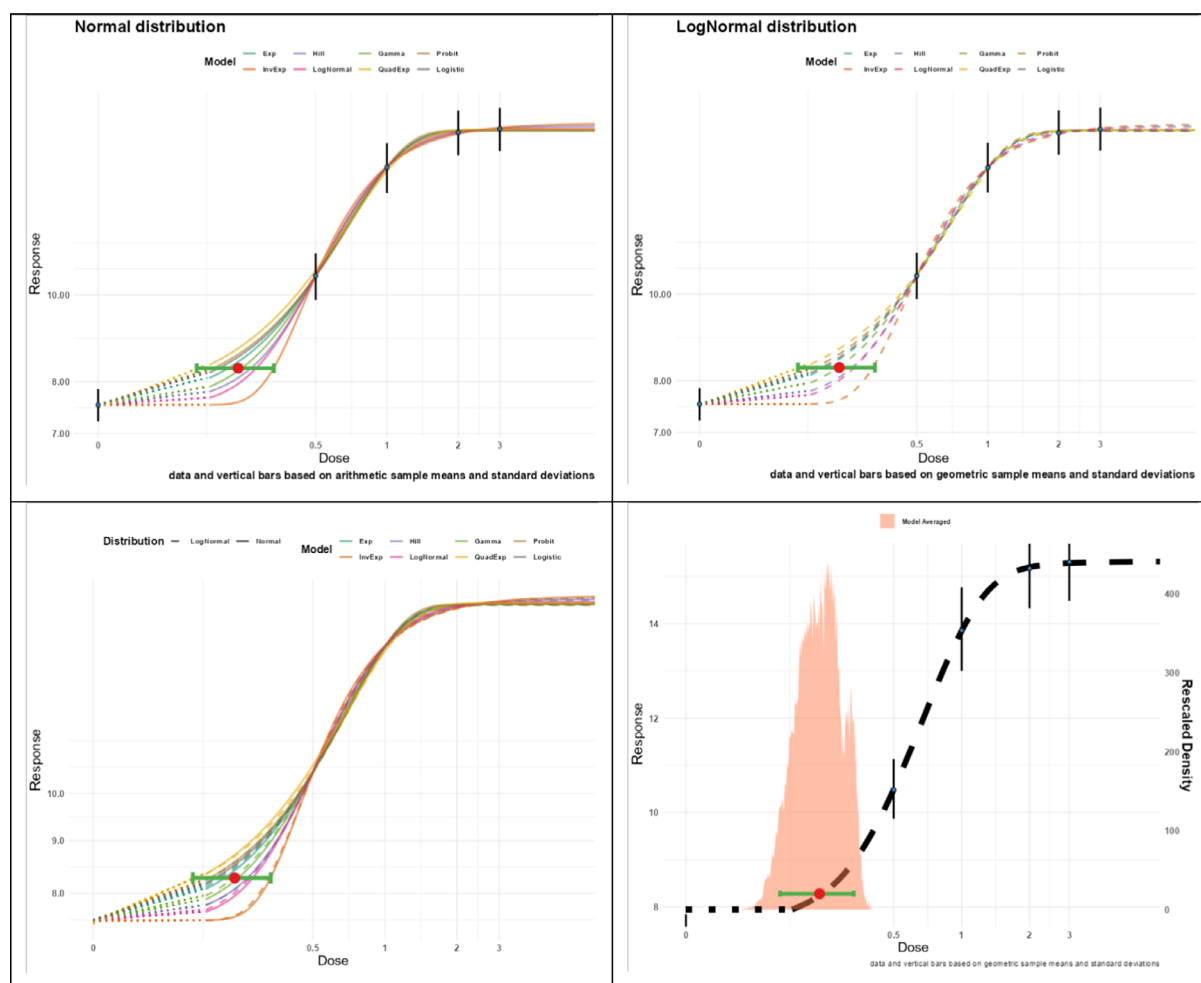 Normal distribution
Model Exp Hill Gamma Probit
InvExp LogNormal QuadExp Logistic
Response
10.00
8.00
7.00
0 0.5 1 2 3
Dose
data and vertical bars based on arithmetic sample means and standard deviations
LogNormal distribution
Model Exp Hill Gamma Probit
InvExp LogNormal QuadExp Logistic
Response
10.00
8.00
7.00
0 0.5 1 2 3
Dose
data and vertical bars based on geometric sample means and standard deviations
Distribution LogNormal Normal
Model Exp Hill Gamma Probit
InvExp LogNormal QuadExp Logistic
Response
10.0
9.0
8.0
0 0.5 1 2 3
Dose
Model Averaged
Response
14
12
10
8
400
300
200
100
0
Rescaled Density
0 0.5 1 2 3
Dose
data and vertical bars based on geometric sample means and standard deviations